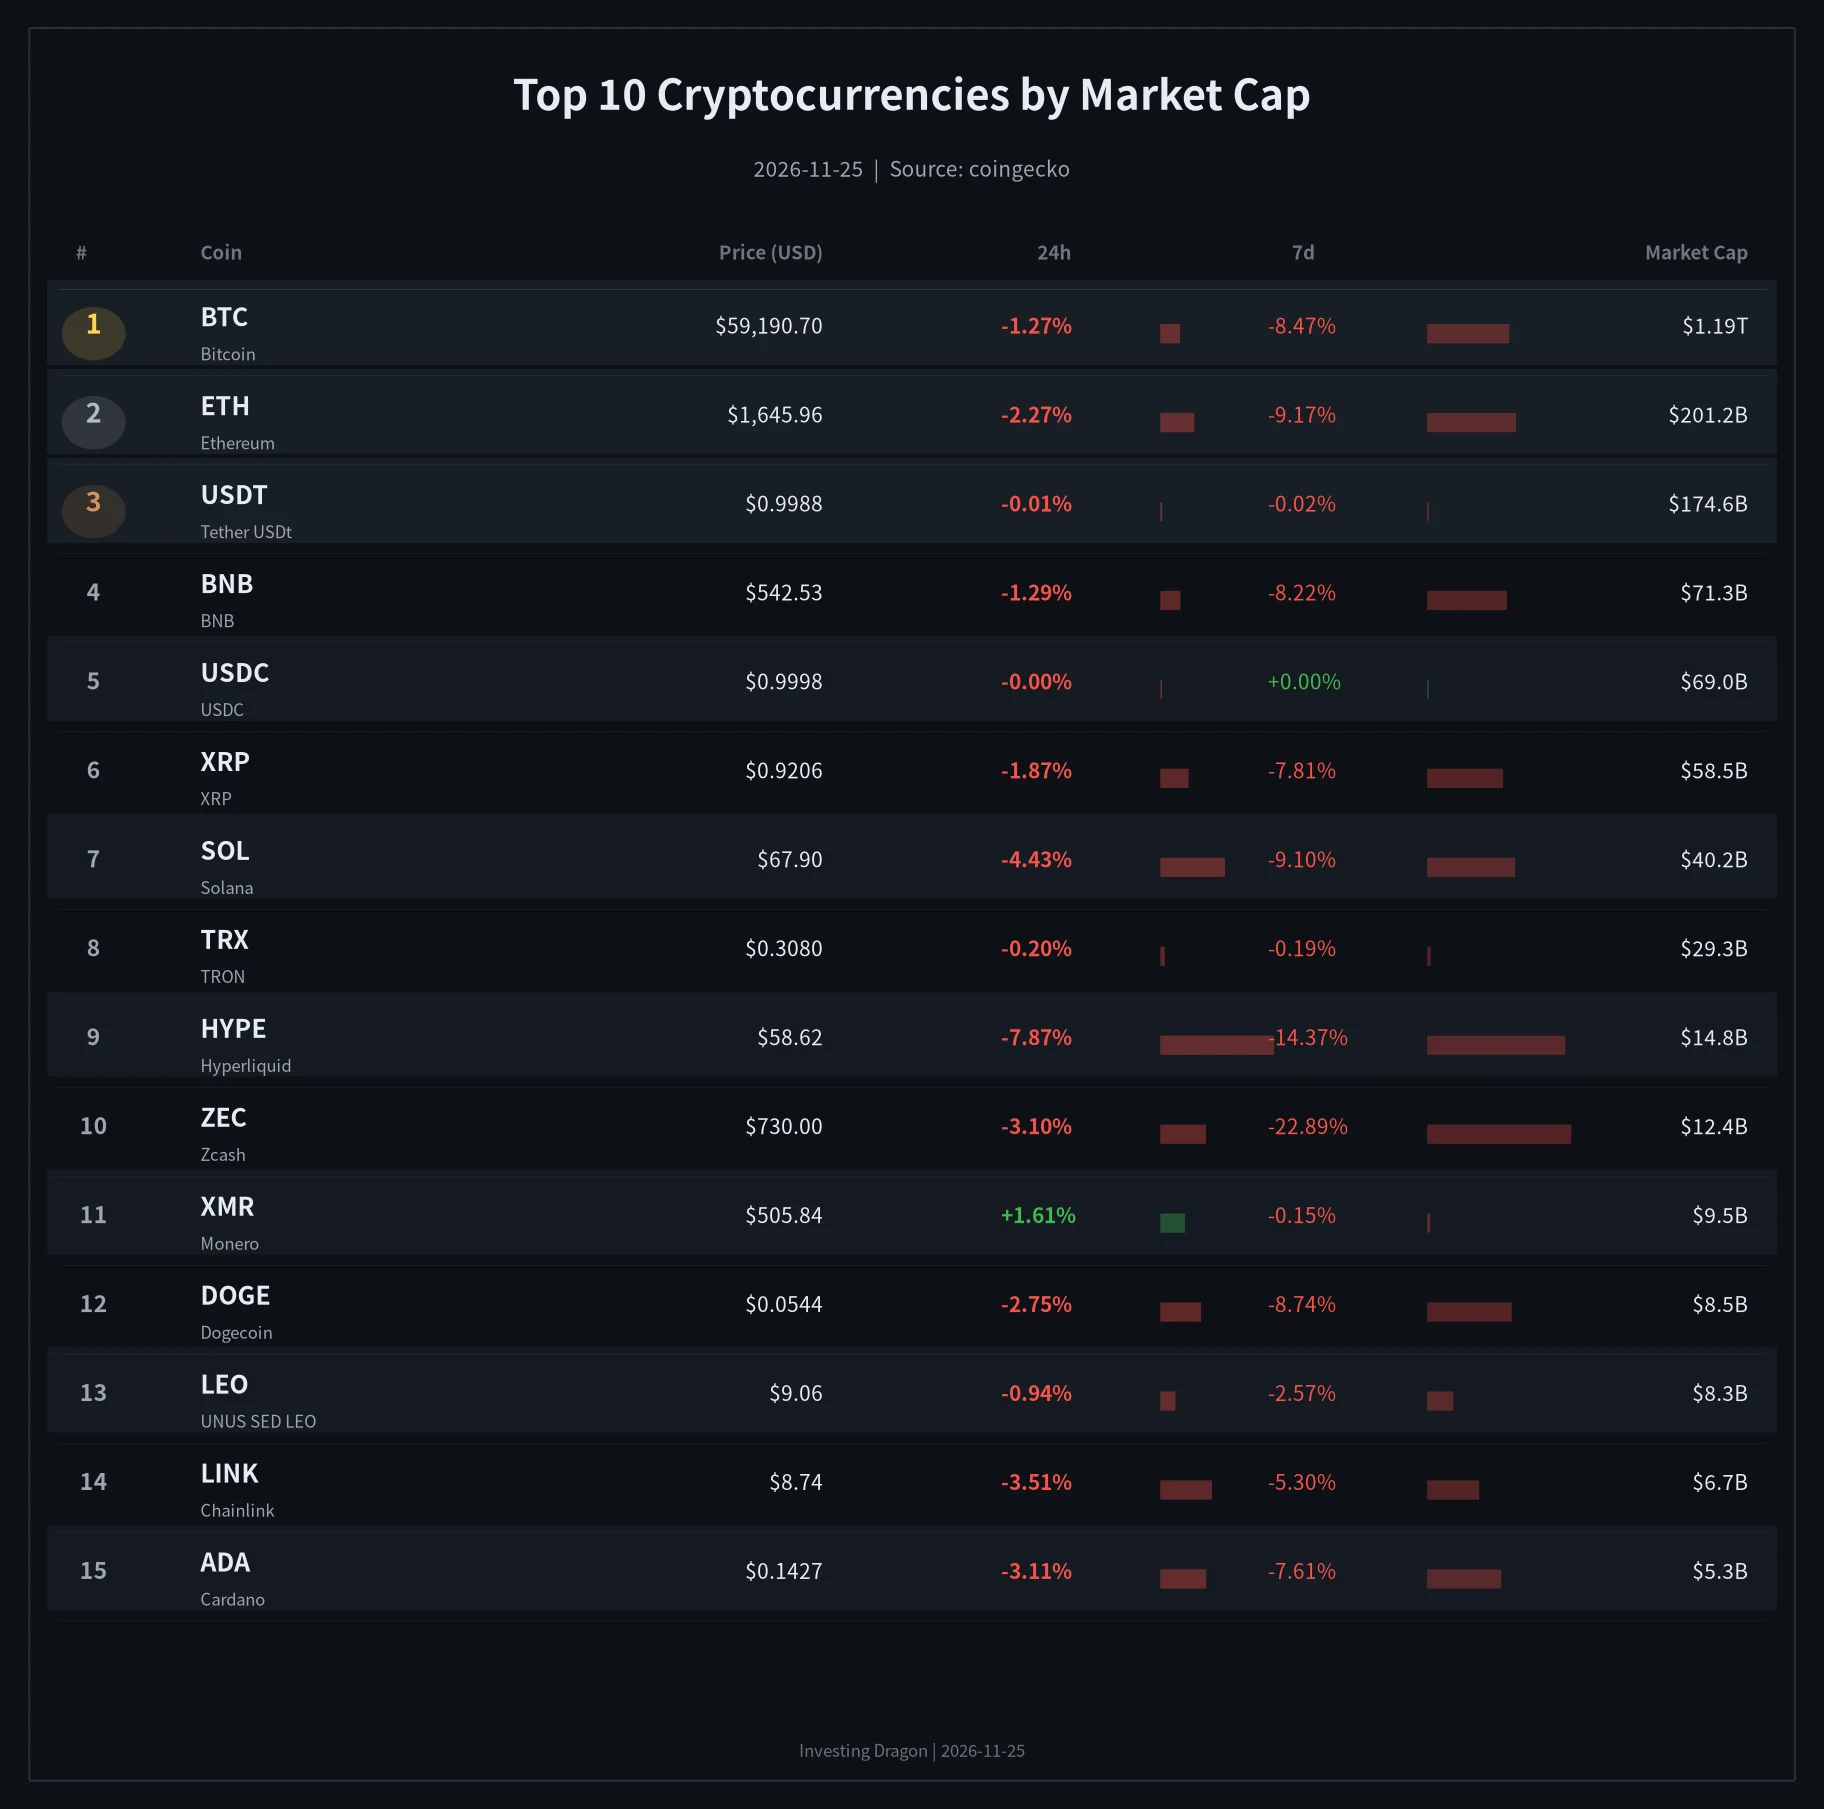 Top 10 Cryptocurrencies by Market Cap
2026-11-25 | Source: coingecko
# Coin Price (USD) 24h 7d Market Cap
1 BTC $59,190.70 -1.27% -8.47% $1.19T
Bitcoin
2 ETH $1,645.96 -2.27% -9.17% $201.2B
Ethereum
3 USDT $0.9988 -0.01% -0.02% $174.6B
Tether USDt
4 BNB $542.53 -1.29% -8.22% $71.3B
BNB
5 USDC $0.9998 -0.00% +0.00% $69.0B
USDC
6 XRP $0.9206 -1.87% -7.81% $58.5B
XRP
7 SOL $67.90 -4.43% -9.10% $40.2B
Solana
8 TRX $0.3080 -0.20% -0.19% $29.3B
TRON
9 HYPE $58.62 -7.87% -14.37% $14.8B
Hyperliquid
10 ZEC $730.00 -3.10% -22.89% $12.4B
Zcash
11 XMR $505.84 +1.61% -0.15% $9.5B
Monero
12 DOGE $0.0544 -2.75% -8.74% $8.5B
Dogecoin
13 LEO $9.06 -0.94% -2.57% $8.3B
UNUS SED LEO
14 LINK $8.74 -3.51% -5.30% $6.7B
Chainlink
15 ADA $0.1427 -3.11% -7.61% $5.3B
Cardano
Investing Dragon | 2026-11-25